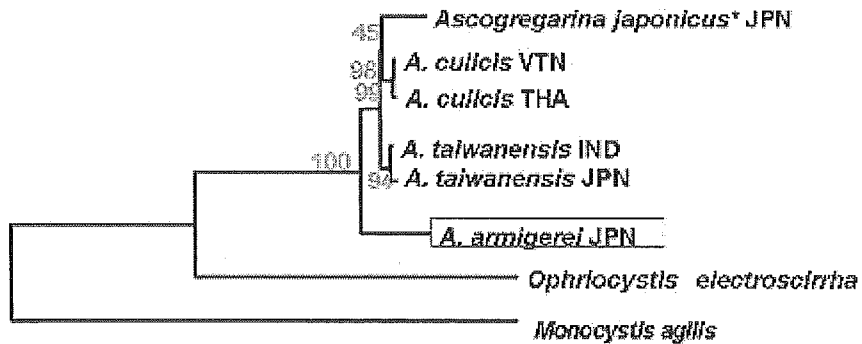 Ascogregarina japonicus* JPN
45
A. culicis VTN
98
99
A. culicis THA
A. taiwanensis IND
100
94
A. taiwanensis JPN
A. armigerei JPN
Ophriocystis electroscirrha
Monocystis agilis